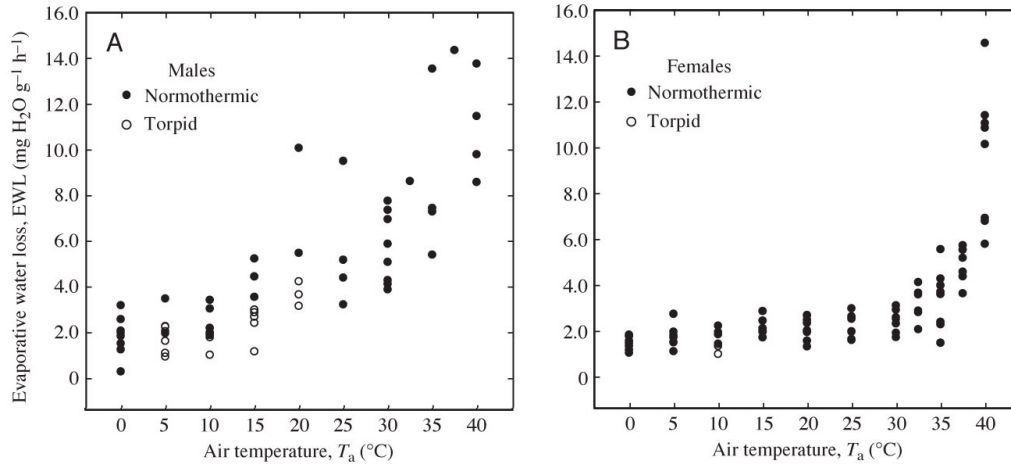 Evaporative water loss, EWL (mg H₂O g⁻¹ h⁻¹)
16.0
14.0
12.0
10.0
8.0
6.0
4.0
2.0
0
A
Males
Normothermic
Torpid
0 5 10 15 20 25 30 35 40
Air temperature, Tₐ (°C)
16.0
14.0
12.0
10.0
8.0
6.0
4.0
2.0
0
B
Females
Normothermic
Torpid
0 5 10 15 20 25 30 35 40
Air temperature, Tₐ (°C)